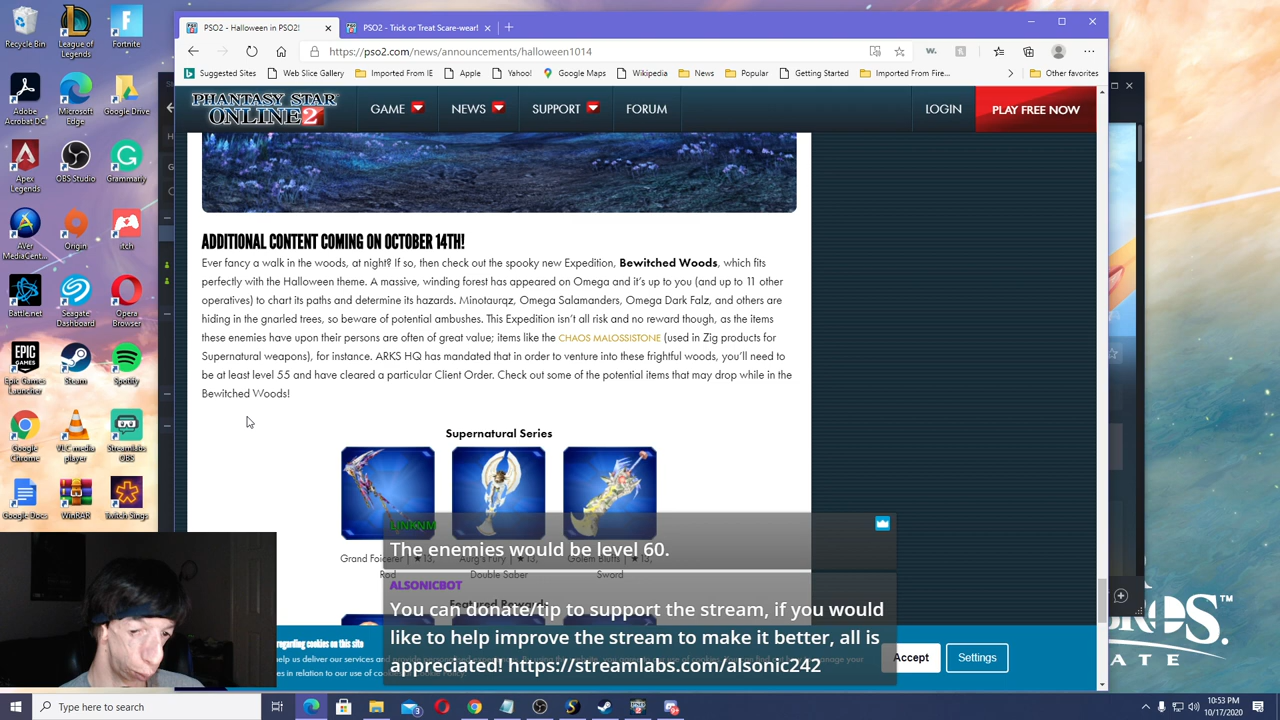 Recycle Bin
League of Legends
Fortnite
Adobe Acrobat DC
Microsoft Edge
Google Drive
Apex Legends
OBS Studio
Grammarly
AVer MediaCent...
Origin
itch
Battle.net
Seagate Dashboard
Opera Browser
Epic Games Launcher
Steam
Spotify
Google Chrome
VLC media player
Streamlabs OBS
Google Docs
WinRAR
Twitch Sings
PSO2 - Halloween in PSO2!
PSO2 - Trick or Treat Scare-wear!
https://pso2.com/news/announcements/halloween1014
Suggested Sites
Web Slice Gallery
Imported From IE
Apple
Yahoo!
Google Maps
Wikipedia
News
Popular
Getting Started
Imported From Fire...
Other favorites
PHANTASY STAR
ONLINE 2
GAME
NEWS
SUPPORT
FORUM
LOGIN
PLAY FREE NOW
ADDITIONAL CONTENT COMING ON OCTOBER 14TH!
Ever fancy a walk in the woods, at night? If so, then check out the spooky new Expedition, Bewitched Woods, which fits
perfectly with the Halloween theme. A massive, winding forest has appeared on Omega and it's up to you (and up to 11 other
operatives) to chart its paths and determine its hazards. Minotaurqz, Omega Salamanders, Omega Dark Falz, and others are
hiding in the gnarled trees, so beware of potential ambushes. This Expedition isn't all risk and no reward though, as the items
these enemies have upon their persons are often of great value; items like the CHAOS MALOSSISTONE (used in Zig products for
Supernatural weapons), for instance. ARKS HQ has mandated that in order to venture into these frightful woods, you'll need to
be at least level 55 and have cleared a particular Client Order. Check out some of the potential items that may drop while in the
Bewitched Woods!
Supernatural Series
Double Saber
Sword
LINKNM
The enemies would be level 60.
ALSONICBOT
You can donate/tip to support the stream, if you would
like to help improve the stream to make it better, all is
appreciated! https://streamlabs.com/alsonic242
regarding cookies on this site
Accept
Settings
Type here to search
10:53 PM
10/17/2020